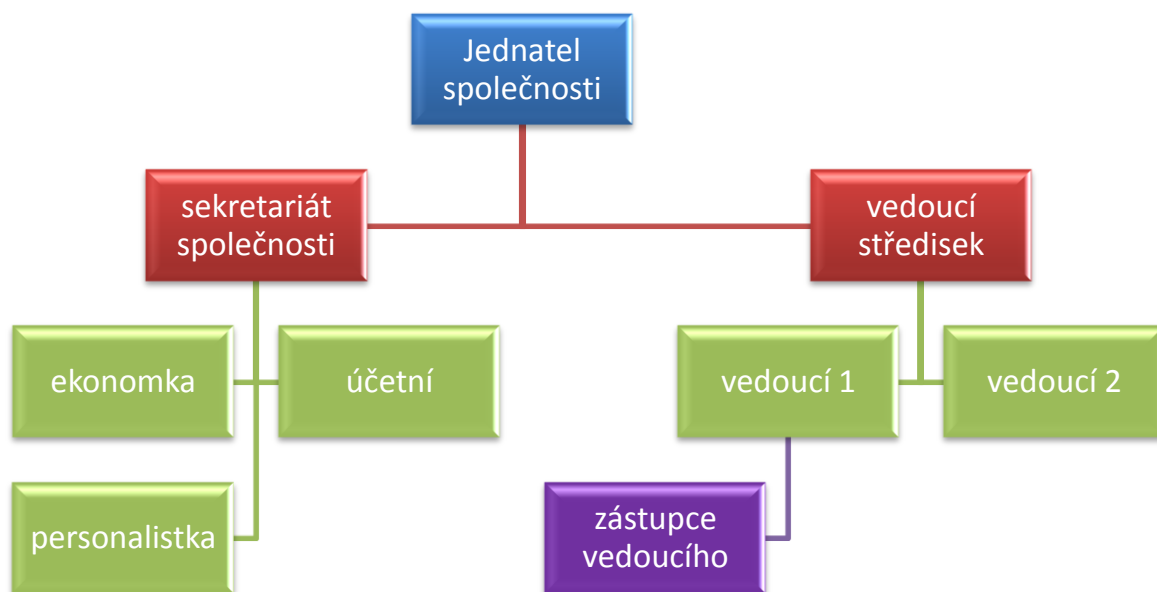 Jednatel
společnosti
sekretariát
společnosti
vedoucí
středisek
ekonomka
účetní
vedoucí 1
vedoucí 2
personalistka
zástupce
vedoucího